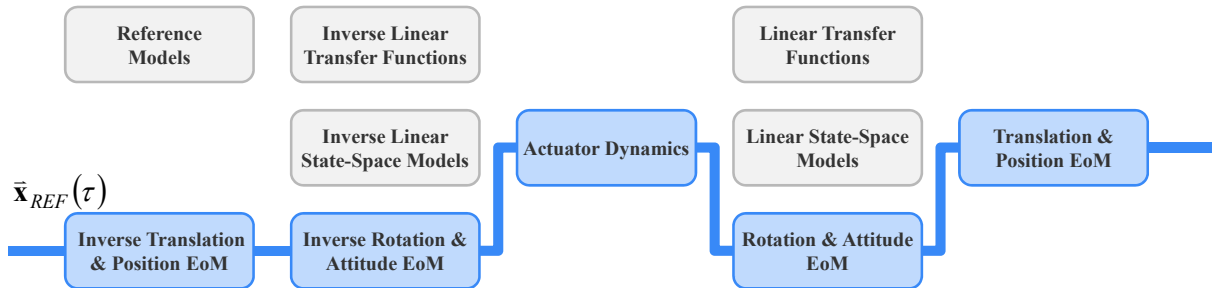 Reference
Models
Inverse Linear
Transfer Functions
Linear Transfer
Functions
Inverse Linear
State-Space Models
Actuator Dynamics
Linear State-Space
Models
Translation &
Position EoM
x⃗_REF(τ)
Inverse Translation
& Position EoM
Inverse Rotation &
Attitude EoM
Rotation & Attitude
EoM